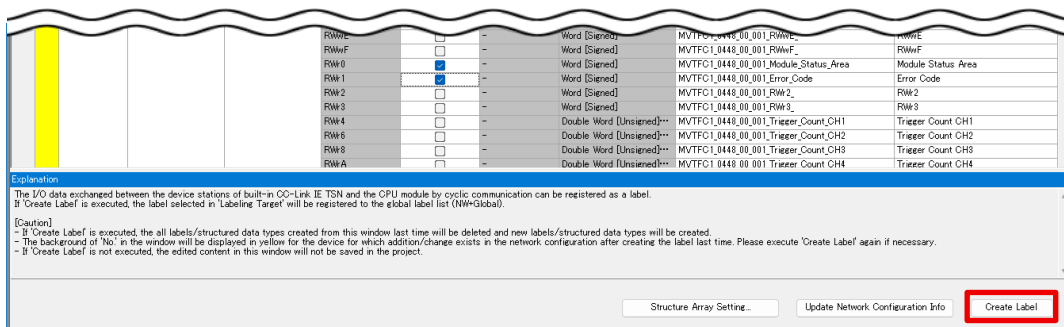 RWwE - Word [Signed] MVTFC1_0448_00_001_RWwE_ RWwE
RWwF - Word [Signed] MVTFC1_0448_00_001_RWwF_ RWwF
RWr0 - Word [Signed] MVTFC1_0448_00_001_Module_Status_Area Module Status Area
RWr1 - Word [Signed] MVTFC1_0448_00_001_Error_Code Error Code
RWr2 - Word [Signed] MVTFC1_0448_00_001_RWr2_ RWr2
RWr3 - Word [Signed] MVTFC1_0448_00_001_RWr3_ RWr3
RWr4 - Double Word [Unsigned]… MVTFC1_0448_00_001_Trigger_Count_CH1 Trigger Count CH1
RWr6 - Double Word [Unsigned]… MVTFC1_0448_00_001_Trigger_Count_CH2 Trigger Count CH2
RWr8 - Double Word [Unsigned]… MVTFC1_0448_00_001_Trigger_Count_CH3 Trigger Count CH3
RWrA - Double Word [Unsigned]… MVTFC1_0448_00_001_Trigger_Count_CH4 Trigger Count CH4
Explanation
The I/O data exchanged between the device stations of built-in CC-Link IE TSN and the CPU module by cyclic communication can be registered as a label.
If 'Create Label' is executed, the label selected in 'Labeling Target' will be registered to the global label list (NW+Global).
[Caution]
- If 'Create Label' is executed, the all labels/structured data types created from this window last time will be deleted and new labels/structured data types will be created.
- The background of 'No.' in the window will be displayed in yellow for the device for which addition/change exists in the network configuration after creating the label last time. Please execute 'Create Label' again if necessary.
- If 'Create Label' is not executed, the edited content in this window will not be saved in the project.
Structure Array Setting... Update Network Configuration Info Create Label